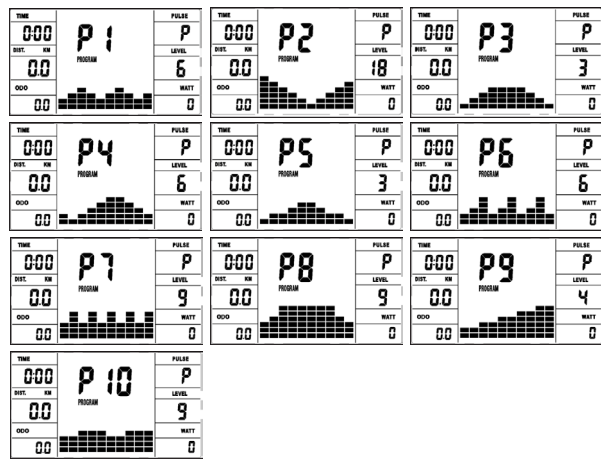 TIME PULSE
0:00 P1 P
DIST. KM PROGRAM LEVEL
0.0 6
ODO WATT
0.0 0
TIME PULSE
0:00 P2 P
DIST. KM PROGRAM LEVEL
0.0 18
ODO WATT
0.0 0
TIME PULSE
0:00 P3 P
DIST. KM PROGRAM LEVEL
0.0 3
ODO WATT
0.0 0
TIME PULSE
0:00 P4 P
DIST. KM PROGRAM LEVEL
0.0 6
ODO WATT
0.0 0
TIME PULSE
0:00 P5 P
DIST. KM PROGRAM LEVEL
0.0 3
ODO WATT
0.0 0
TIME PULSE
0:00 P6 P
DIST. KM PROGRAM LEVEL
0.0 6
ODO WATT
0.0 0
TIME PULSE
0:00 P7 P
DIST. KM PROGRAM LEVEL
0.0 9
ODO WATT
0.0 0
TIME PULSE
0:00 P8 P
DIST. KM PROGRAM LEVEL
0.0 9
ODO WATT
0.0 0
TIME PULSE
0:00 P9 P
DIST. KM PROGRAM LEVEL
0.0 4
ODO WATT
0.0 0
TIME PULSE
0:00 P10 P
DIST. KM PROGRAM LEVEL
0.0 9
ODO WATT
0.0 0